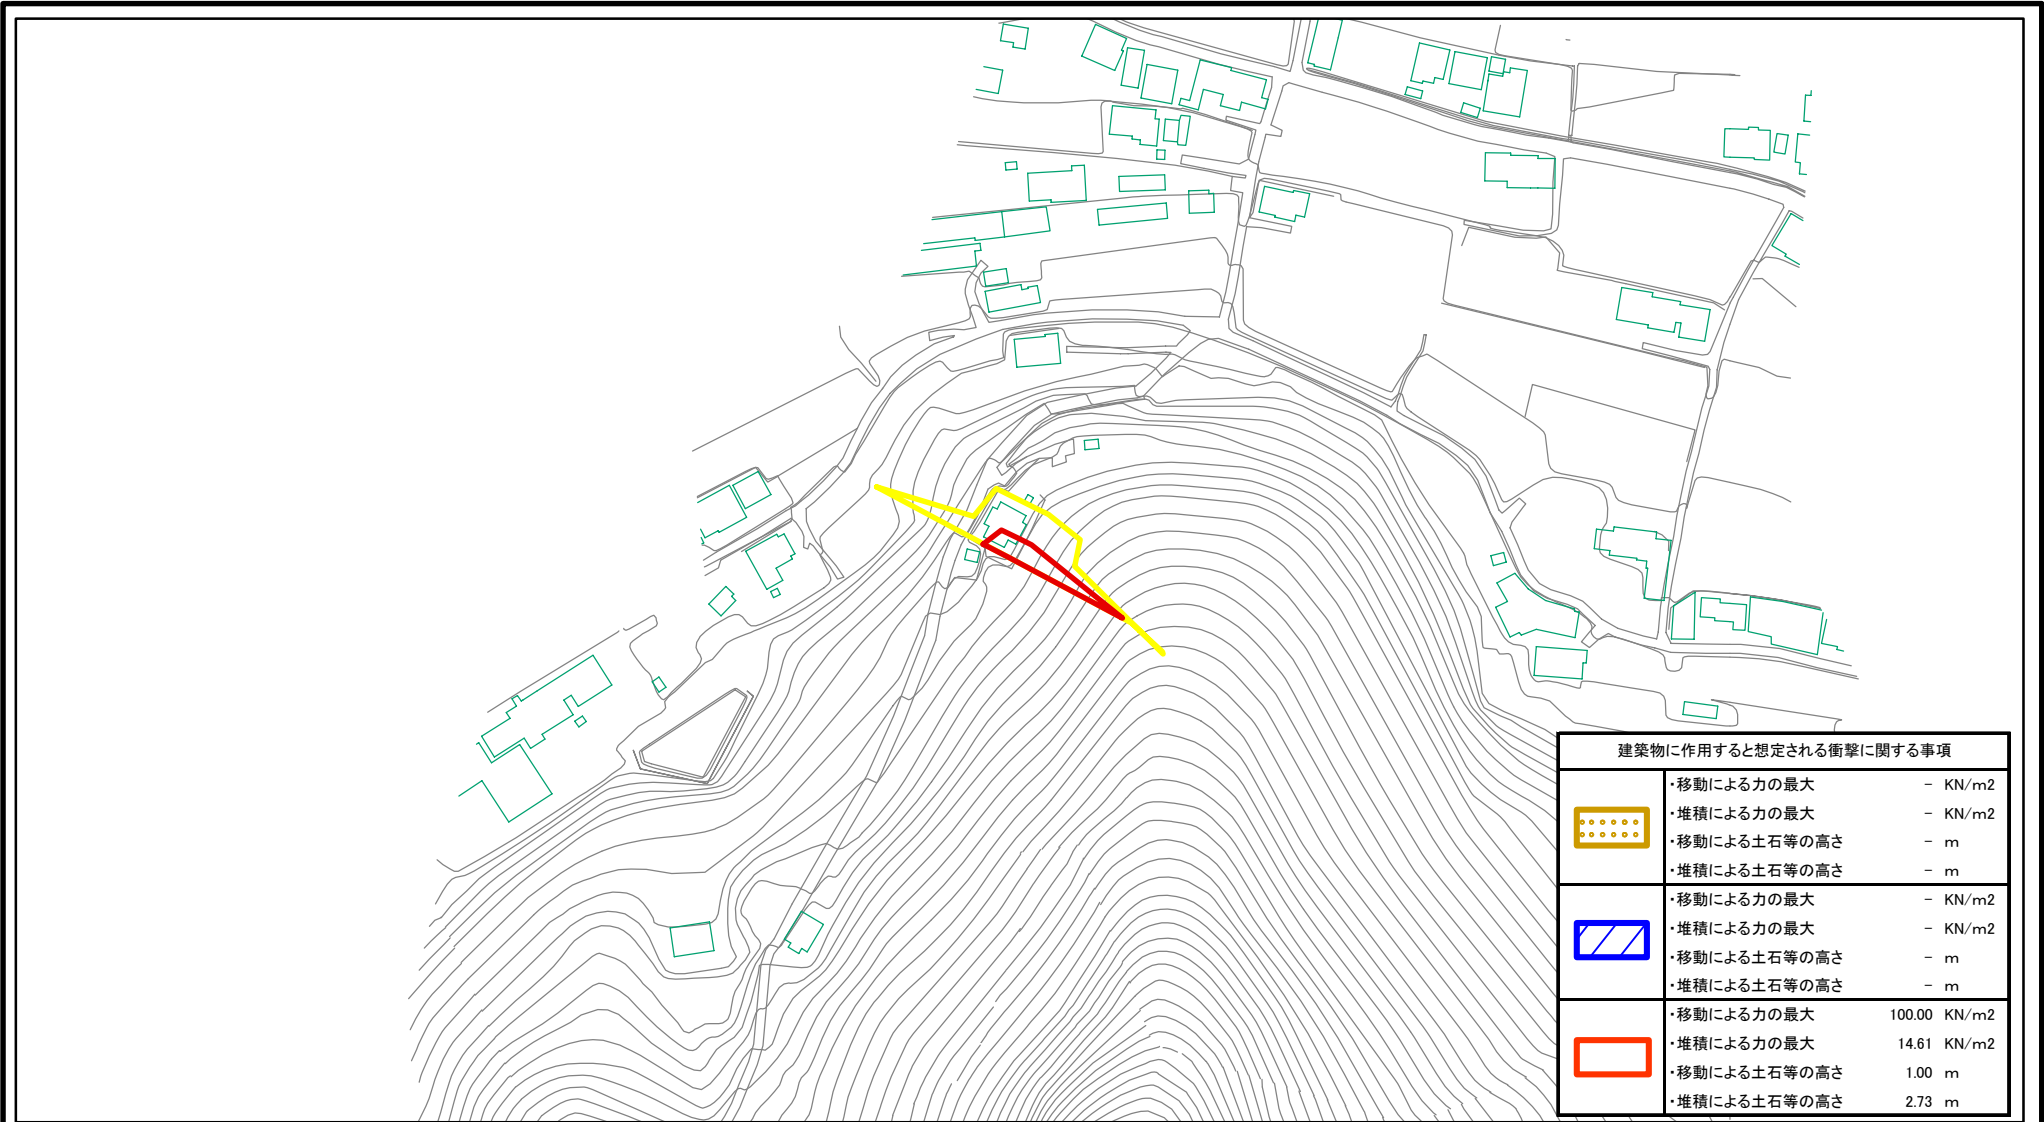 建築物に作用すると想定される衝撃に関する事項
・移動による力の最大 － KN/m2
・堆積による力の最大 － KN/m2
・移動による土石等の高さ － m
・堆積による土石等の高さ － m
・移動による力の最大 － KN/m2
・堆積による力の最大 － KN/m2
・移動による土石等の高さ － m
・堆積による土石等の高さ － m
・移動による力の最大 100.00 KN/m2
・堆積による力の最大 14.61 KN/m2
・移動による土石等の高さ 1.00 m
・堆積による土石等の高さ 2.73 m